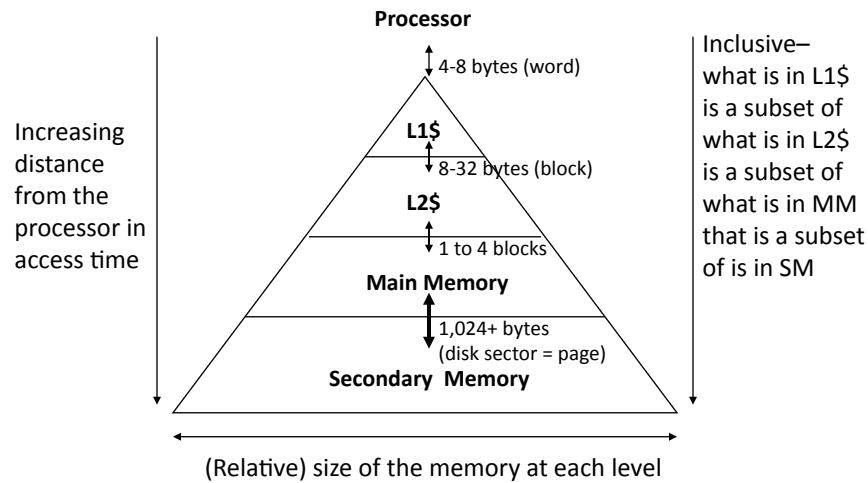 Processor
4-8 bytes (word)
L1$
8-32 bytes (block)
L2$
1 to 4 blocks
Main Memory
1,024+ bytes
(disk sector = page)
Secondary Memory
Increasing
distance
from the
processor in
access time
Inclusive–
what is in L1$
is a subset of
what is in L2$
is a subset of
what is in MM
that is a subset
of is in SM
(Relative) size of the memory at each level